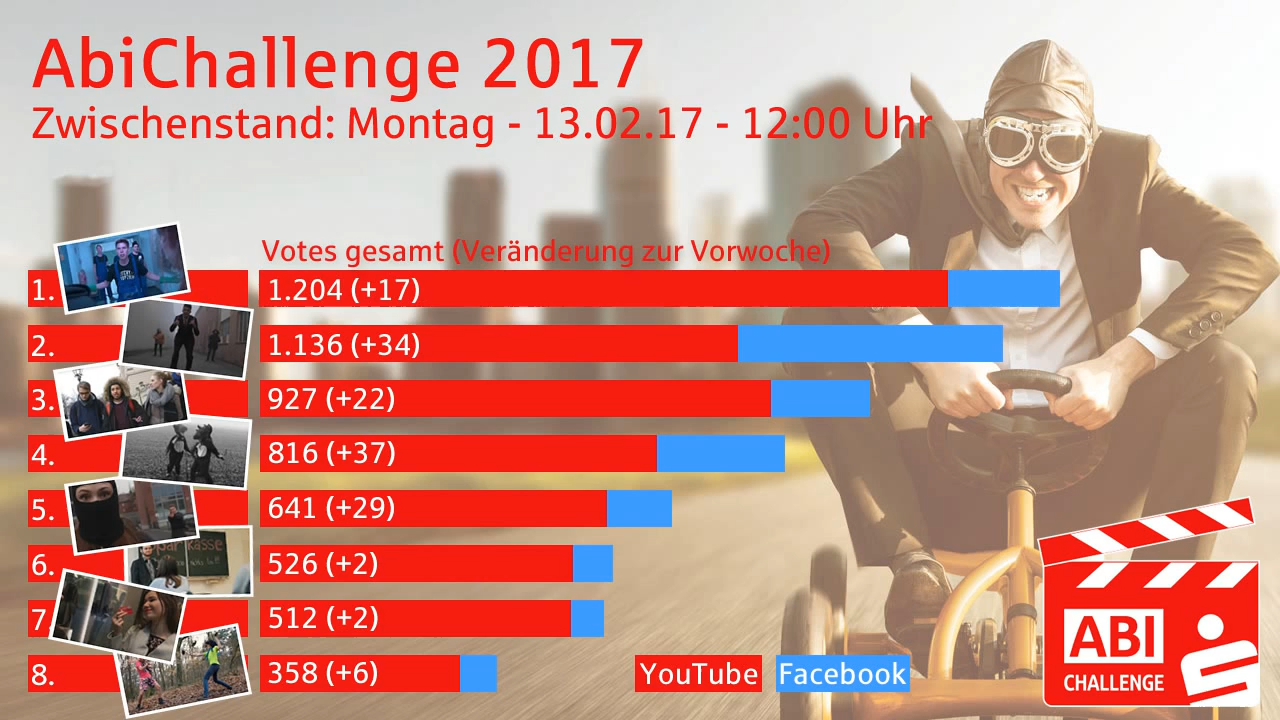 AbiChallenge 2017
Zwischenstand: Montag - 13.02.17 - 12:00 Uhr
Votes gesamt (Veränderung zur Vorwoche)
1. 1.204 (+17)
2. 1.136 (+34)
3. 927 (+22)
4. 816 (+37)
5. 641 (+29)
6. 526 (+2)
7. 512 (+2)
8. 358 (+6)
YouTube Facebook
ABI
CHALLENGE